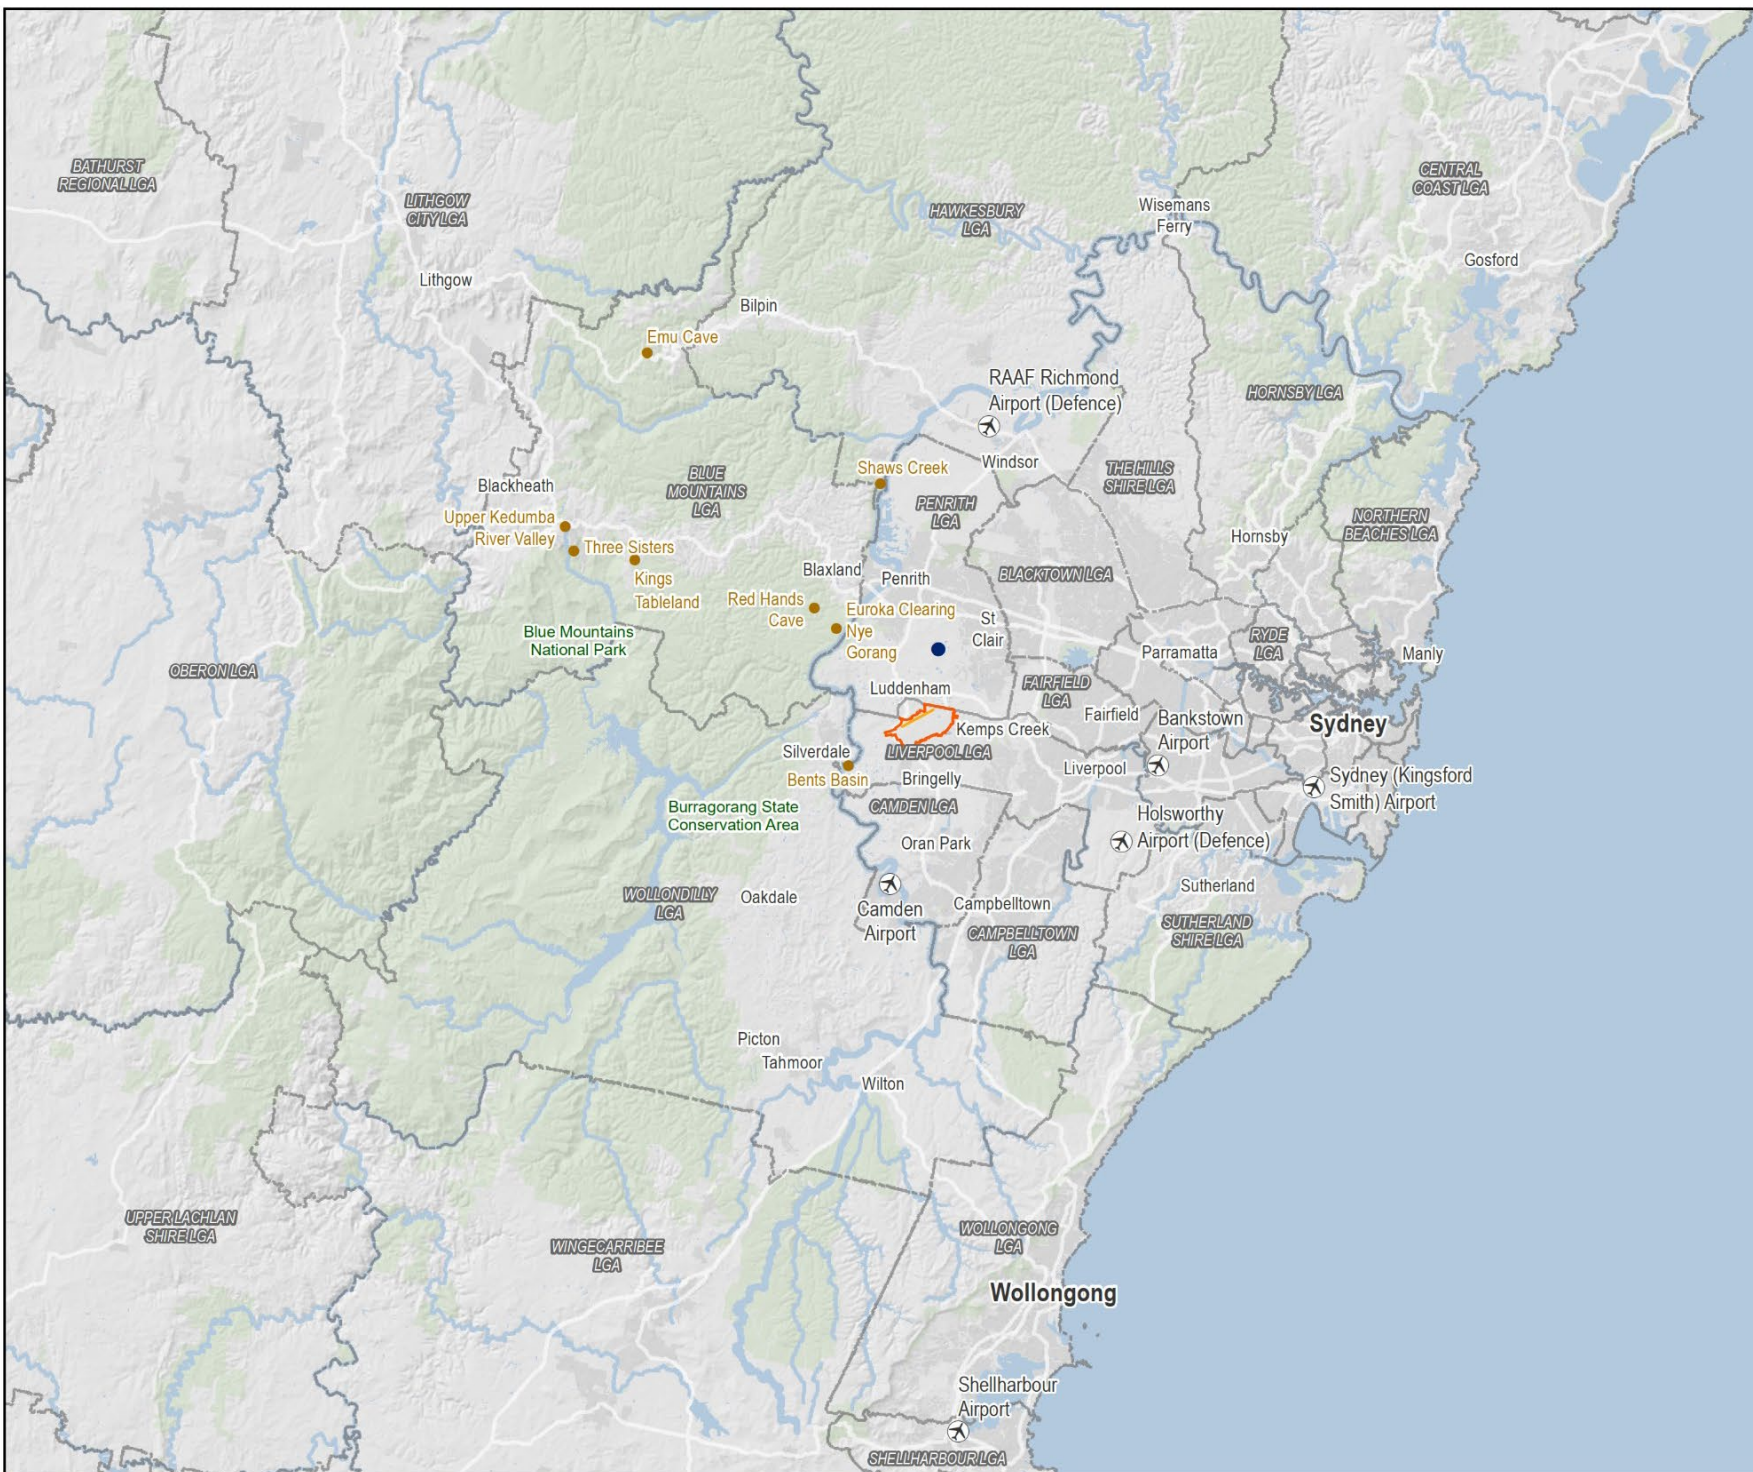 BATHURST
REGIONAL LGA
LITHGOW
CITY LGA
HAWKESBURY
LGA
Wisemans
Ferry
CENTRAL
COAST LGA
Gosford
Lithgow
Bilpin
Emu Cave
RAAF Richmond
Airport (Defence)
HORNSBY LGA
Blackheath
BLUE
MOUNTAINS
LGA
Shaws Creek
Windsor
THE HILLS
SHIRE LGA
PENRITH
LGA
Upper Kedumba
River Valley
Three Sisters
Kings
Tableland
NORTHERN
BEACHES LGA
Hornsby
Blaxland
Penrith
BLACKTOWN LGA
Red Hands
Cave
Euroka Clearing
Nye
Gorang
St
Clair
Blue Mountains
National Park
RYDE
LGA
Parramatta
Manly
OBERON LGA
Luddenham
FAIRFIELD
LGA
Fairfield
Bankstown
Airport
Sydney
Kemps Creek
Silverdale
LIVERPOOL LGA
Bents Basin
Bringelly
Liverpool
Sydney (Kingsford
Smith) Airport
Burragorang State
Conservation Area
CAMDEN LGA
Holsworthy
Airport (Defence)
Oran Park
WOLLONDILLY
LGA
Oakdale
Camden
Airport
Campbelltown
CAMPBELLTOWN
LGA
Sutherland
SUTHERLAND
SHIRE LGA
Picton
Tahmoor
Wilton
UPPER LACHLAN
SHIRE LGA
WINGECARRIBEE
LGA
WOLLONGONG
LGA
Wollongong
Shellharbour
Airport
SHELLHARBOUR LGA